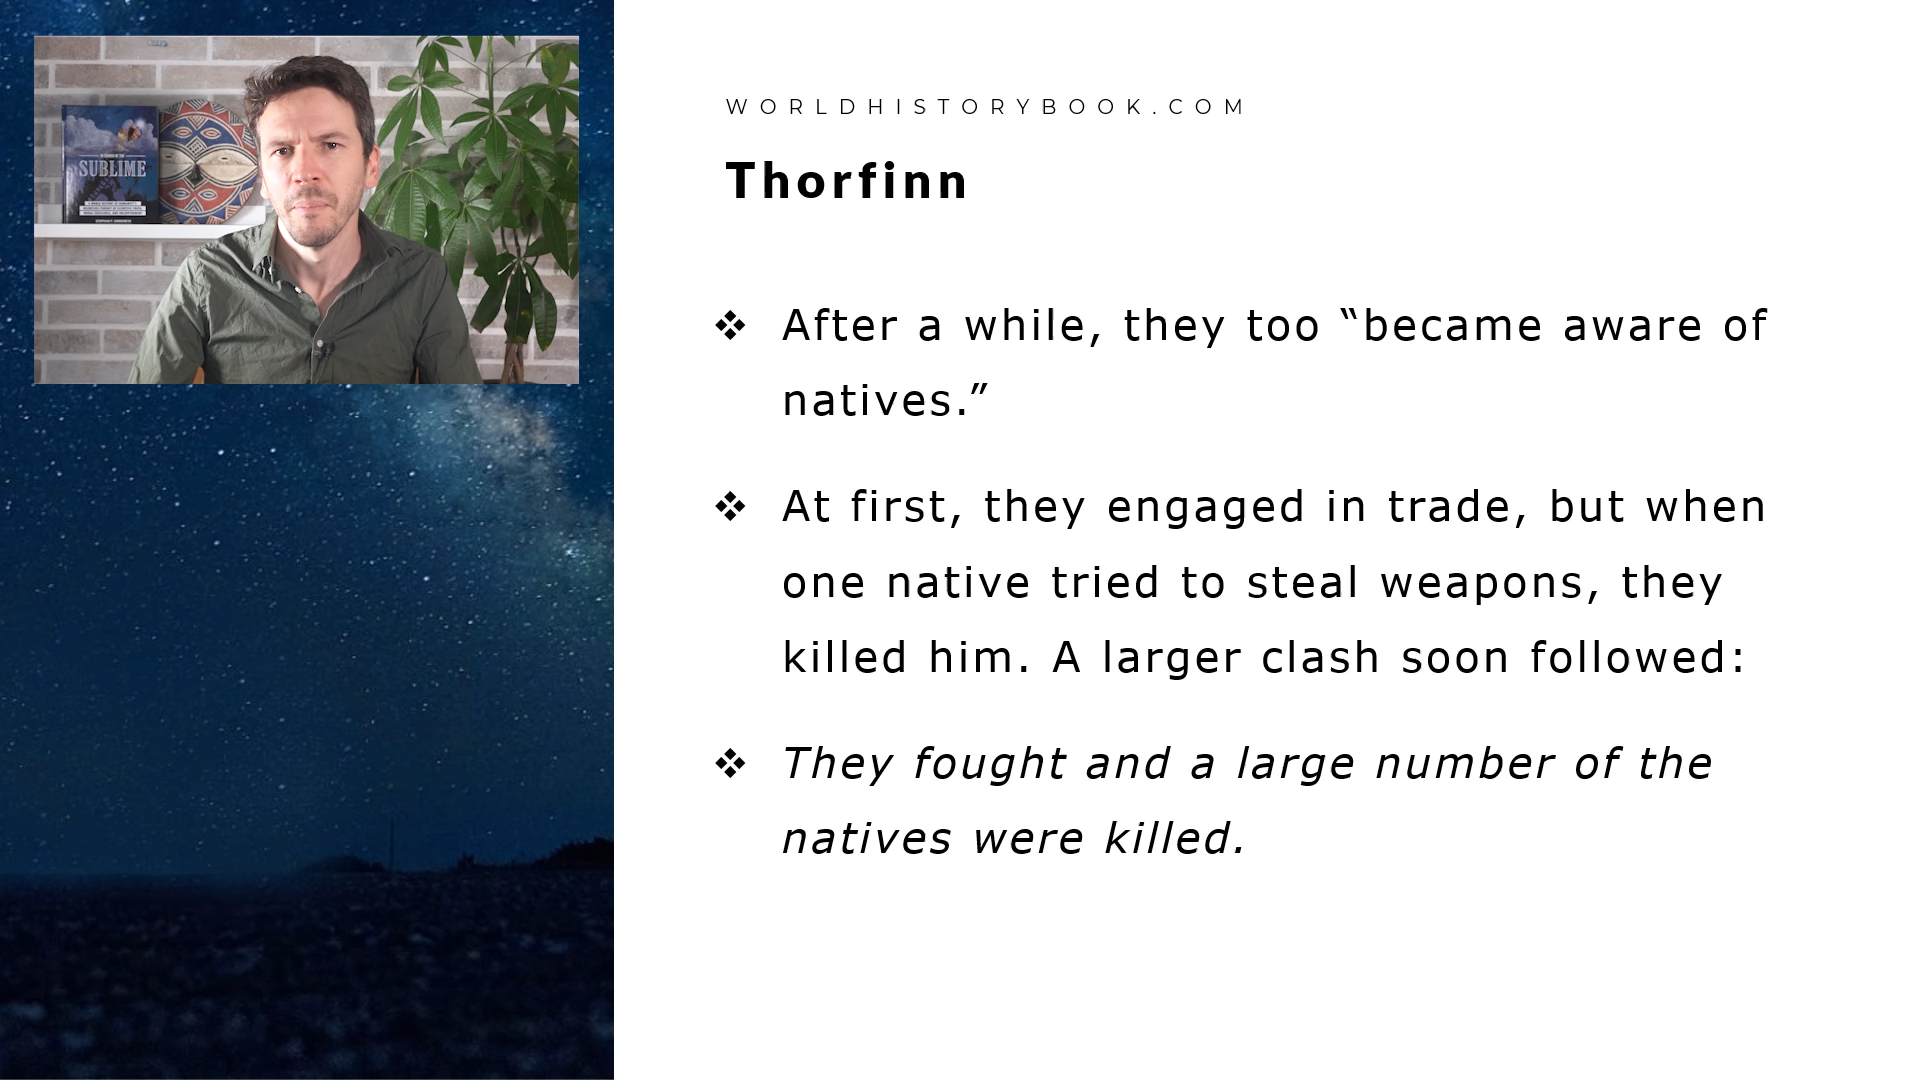 SUBLIME
WORLDHISTORYBOOK.COM
Thorfinn
❖ After a while, they too “became aware of
natives.”
❖ At first, they engaged in trade, but when
one native tried to steal weapons, they
killed him. A larger clash soon followed:
❖ They fought and a large number of the
natives were killed.